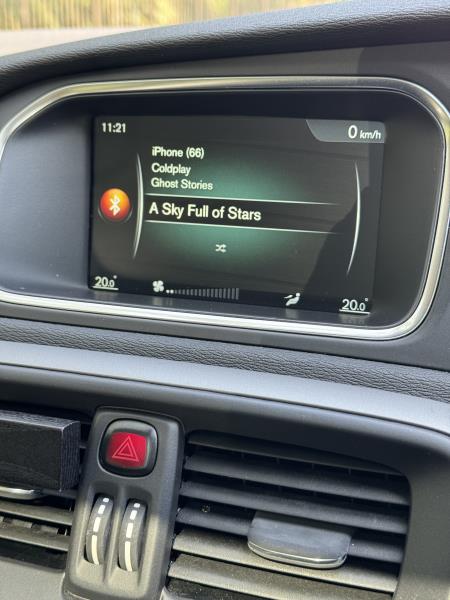 11:21
0 km/h
iPhone (66)
Coldplay
Ghost Stories
A Sky Full of Stars
20.0°
20.0°